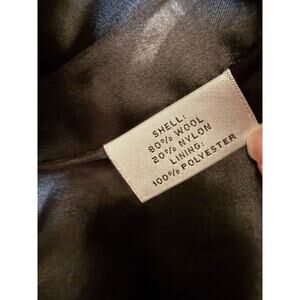 SHELL:
80% WOOL
20% NYLON
LINING:
100% POLYESTER